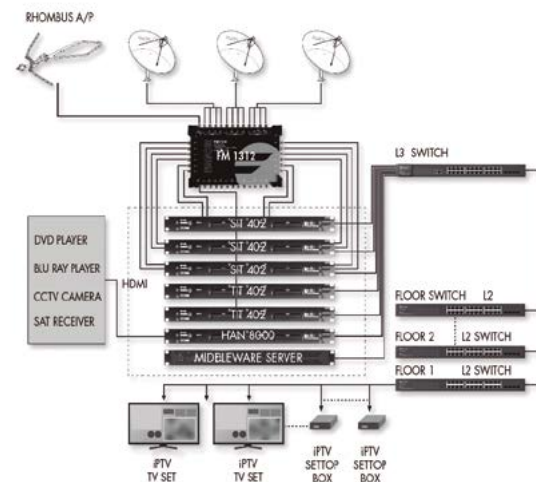 RHOMBUS A/P
FM 1312
L3 SWITCH
SIT 402
SIT 402
SIT 402
TIT 402
TIT 402
HAN 8000
MIDDLEWARE SERVER
DVD PLAYER
BLU RAY PLAYER
CCTV CAMERA
SAT RECEIVER
HDMI
FLOOR SWITCH L2
FLOOR 2 L2 SWITCH
FLOOR 1 L2 SWITCH
iPTV
TV SET
iPTV
TV SET
iPTV
SETTOP
BOX
iPTV
SETTOP
BOX